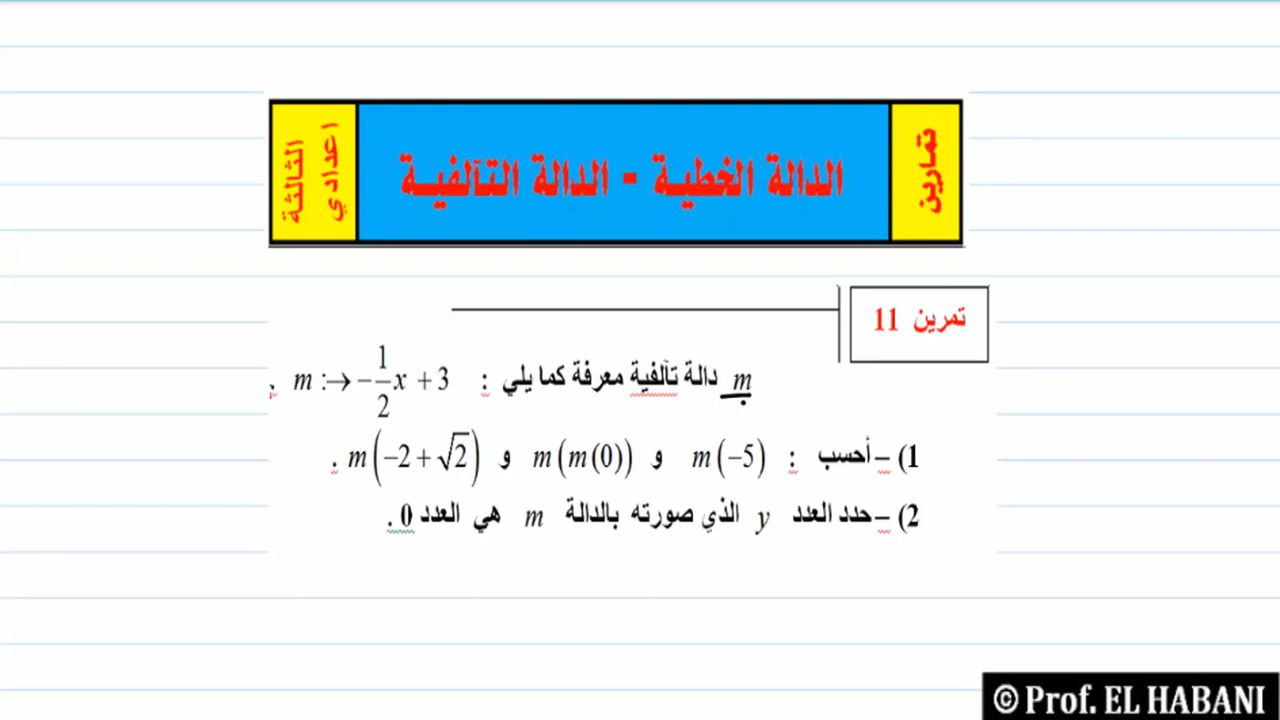 تمارين
الدالة الخطية - الدالة التآلفية
الثالثة
اعدادي
تمرين 11
m دالة تآلفية معرفة كما يلي : m :→ −1/2 x + 3 .
1) – أحسب : m(−5) و m(m(0)) و m(−2+√2) .
2) – حدد العدد y الذي صورته بالدالة m هي العدد 0 .
© Prof. EL HABANI